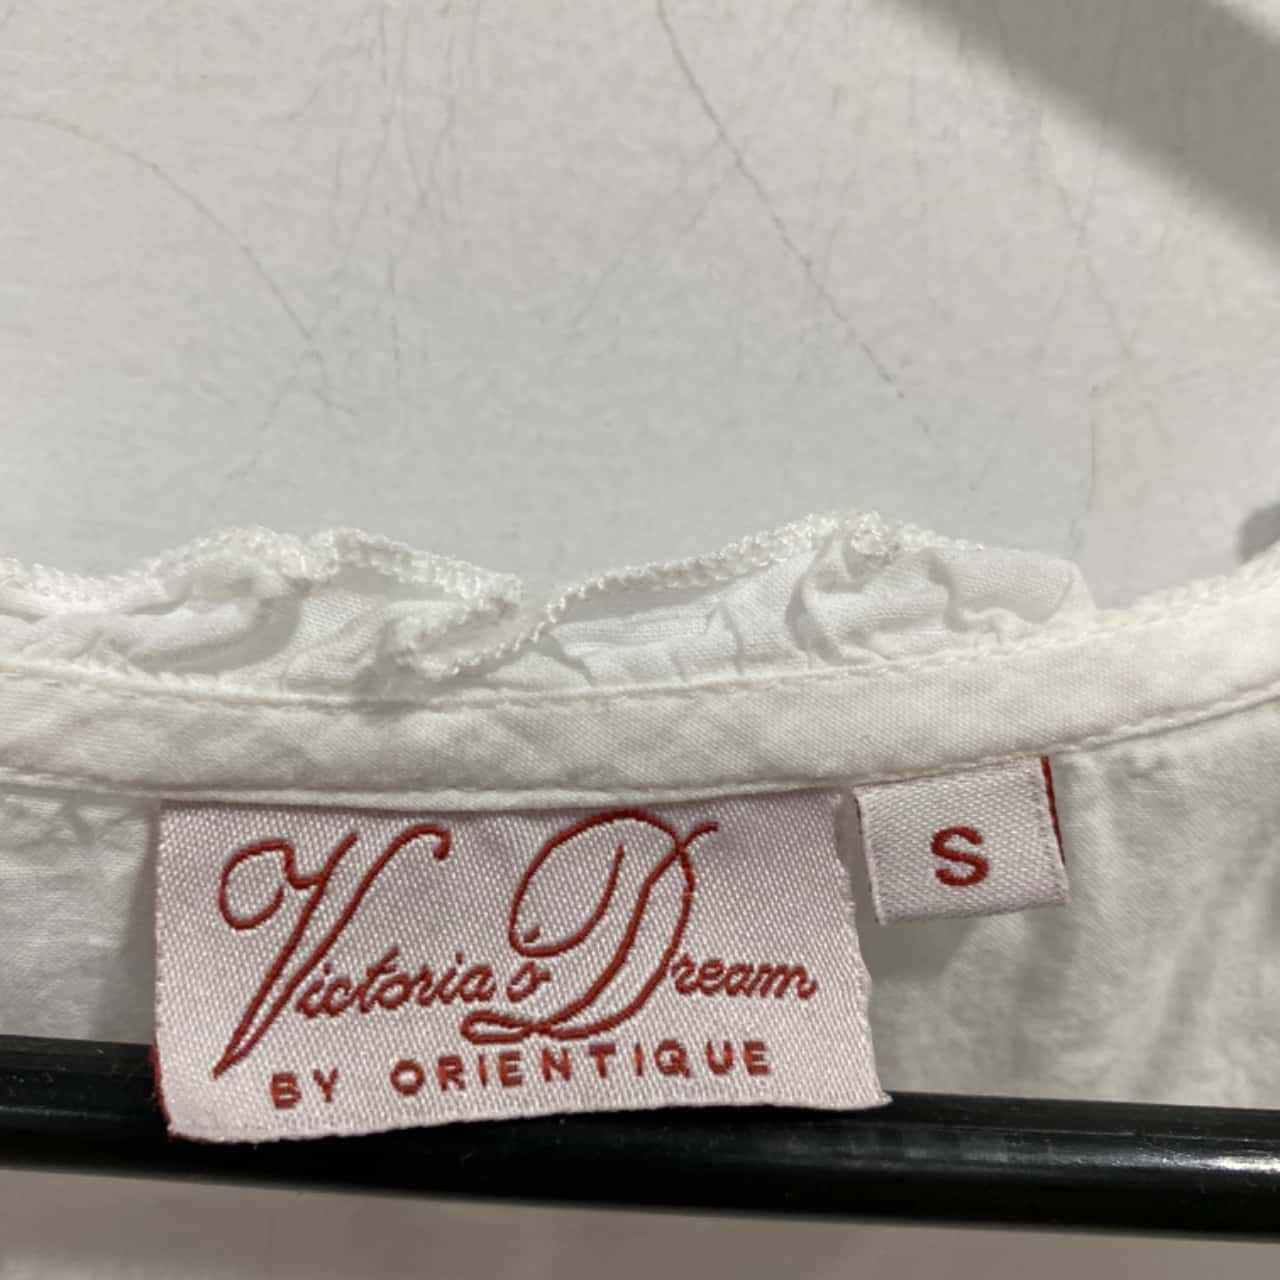 Victoria's Dream
BY ORIENTIQUE
S